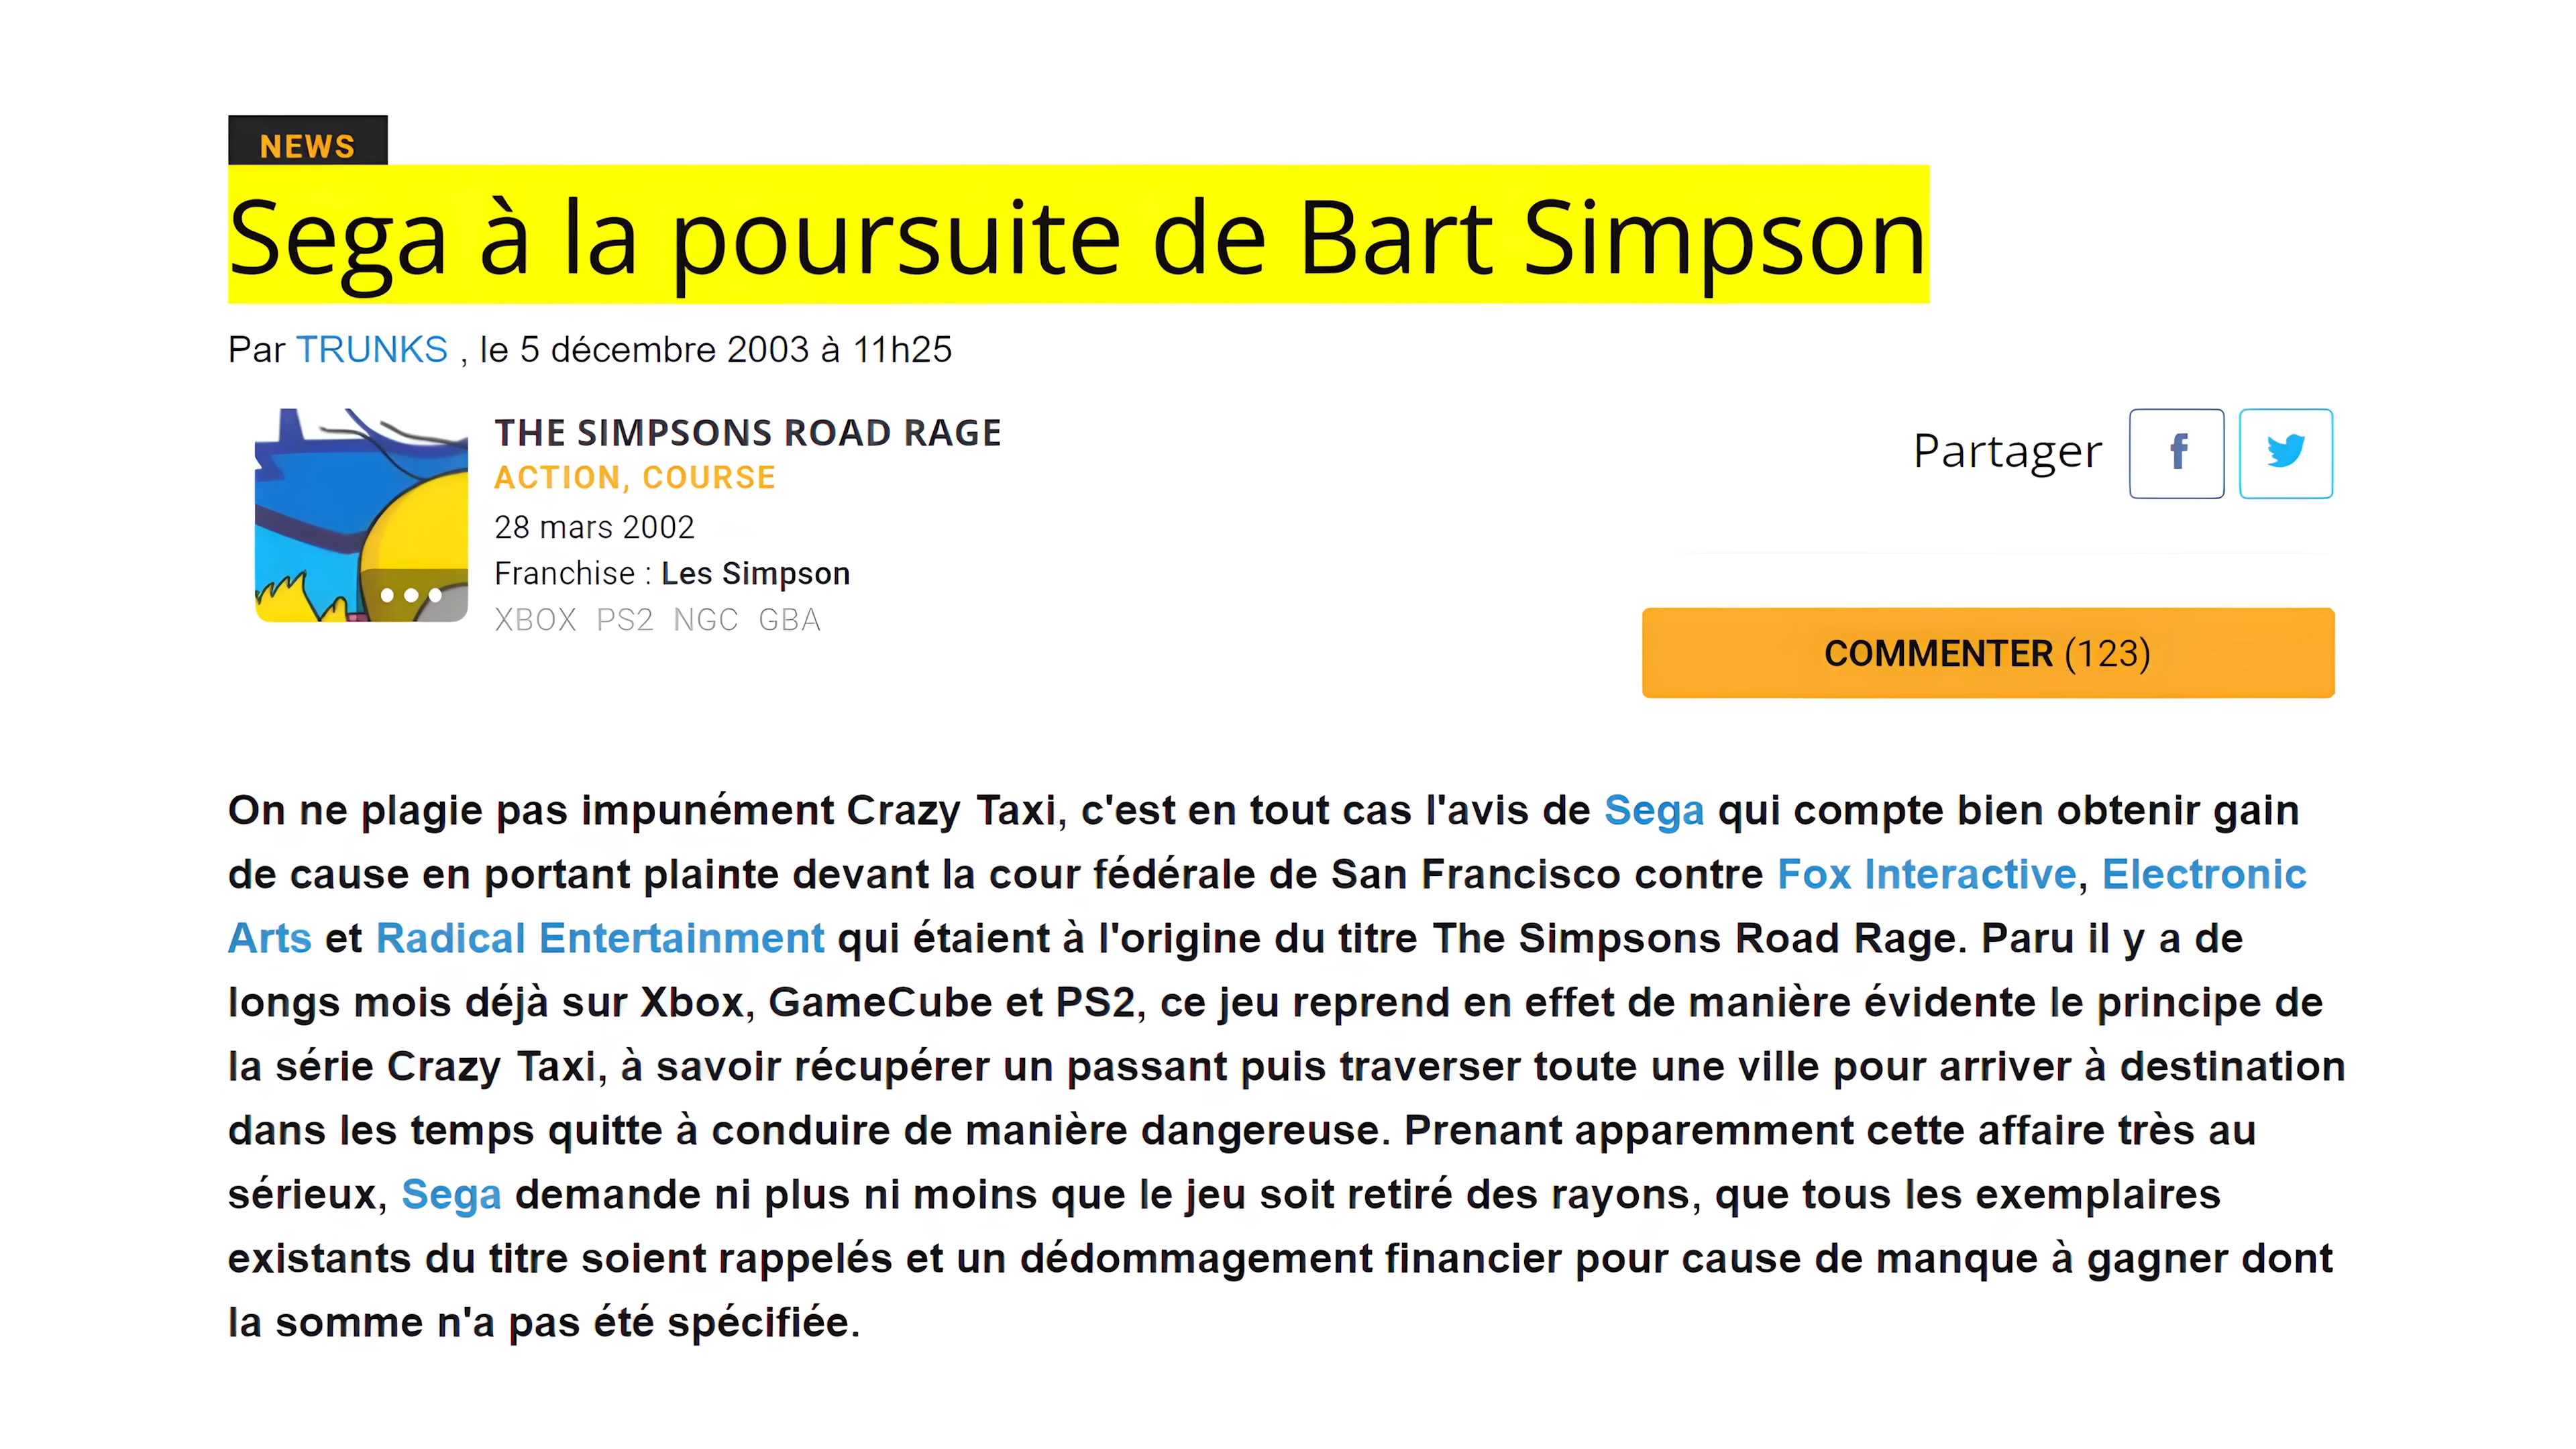 NEWS
Sega à la poursuite de Bart Simpson
Par TRUNKS , le 5 décembre 2003 à 11h25
THE SIMPSONS ROAD RAGE
ACTION, COURSE
28 mars 2002
Franchise : Les Simpson
XBOX PS2 NGC GBA
Partager
COMMENTER (123)
On ne plagie pas impunément Crazy Taxi, c'est en tout cas l'avis de Sega qui compte bien obtenir gain
de cause en portant plainte devant la cour fédérale de San Francisco contre Fox Interactive, Electronic
Arts et Radical Entertainment qui étaient à l'origine du titre The Simpsons Road Rage. Paru il y a de
longs mois déjà sur Xbox, GameCube et PS2, ce jeu reprend en effet de manière évidente le principe de
la série Crazy Taxi, à savoir récupérer un passant puis traverser toute une ville pour arriver à destination
dans les temps quitte à conduire de manière dangereuse. Prenant apparemment cette affaire très au
sérieux, Sega demande ni plus ni moins que le jeu soit retiré des rayons, que tous les exemplaires
existants du titre soient rappelés et un dédommagement financier pour cause de manque à gagner dont
la somme n'a pas été spécifiée.